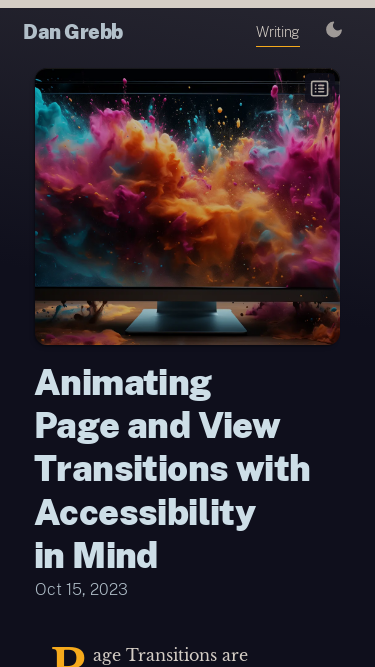 Dan Grebb
Writing
Animating
Page and View
Transitions with
Accessibility
in Mind
Oct 15, 2023
Page Transitions are